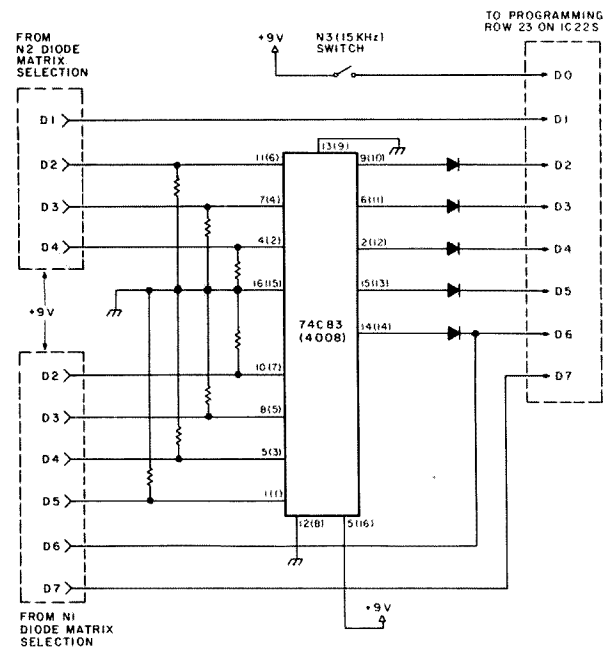 TO PROGRAMMING
ROW 23 ON IC22S
FROM
N2 DIODE
MATRIX
SELECTION
+9V
N3 (15KHz)
SWITCH
D0
D1
D1
13(9)
D2
11(6)
9(10)
D2
D3
7(4)
6(11)
D3
D4
4(2)
2(12)
D4
16(15)
15(13)
D5
+9V
74C83
(4008)
14(14)
D6
D2
10(7)
D7
D3
8(5)
D4
5(3)
D5
1(1)
12(8)
5(16)
D6
D7
+9V
FROM N1
DIODE MATRIX
SELECTION